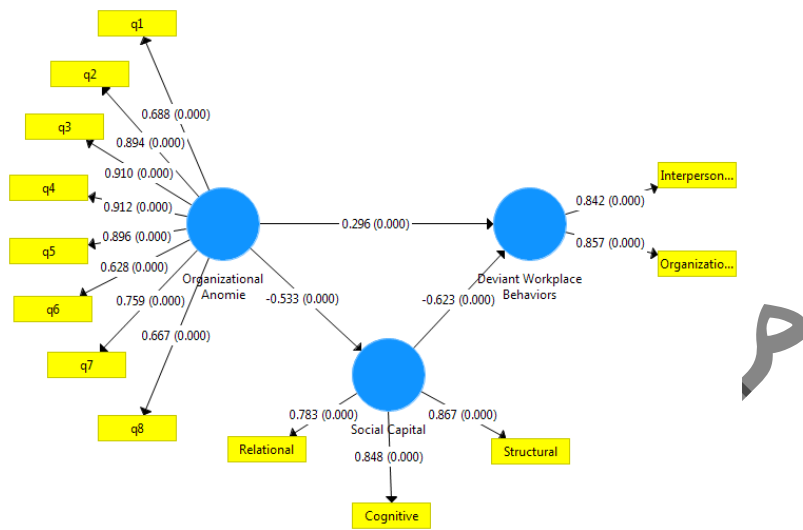 q1
q2
0.688 (0.000)
q3
0.894 (0.000)
0.910 (0.000)
q4
0.912 (0.000)
Interperson...
0.842 (0.000)
q5
0.896 (0.000)
0.296 (0.000)
0.857 (0.000)
Organizatio...
0.628 (0.000)
Organizational
Anomie
Deviant Workplace
Behaviors
q6
0.759 (0.000)
-0.533 (0.000)
-0.623 (0.000)
0.667 (0.000)
q7
q8
0.783 (0.000)
0.867 (0.000)
Social Capital
Relational
Structural
0.848 (0.000)
Cognitive